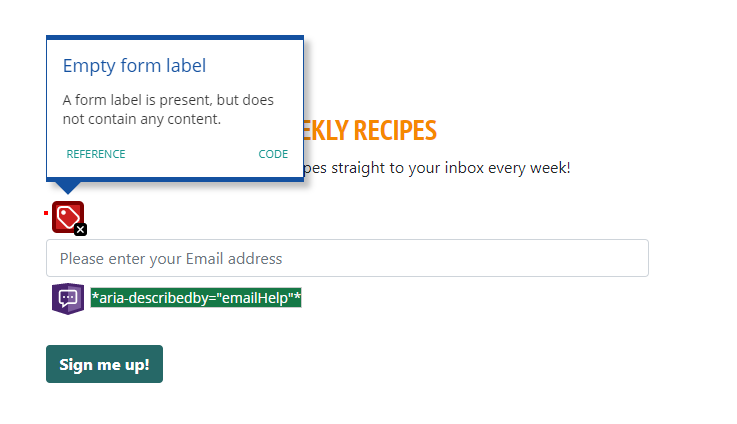 Empty form label
A form label is present, but does
not contain any content.
REFERENCE CODE
EKLY RECIPES
pes straight to your inbox every week!
Please enter your Email address
*aria-describedby="emailHelp"*
Sign me up!